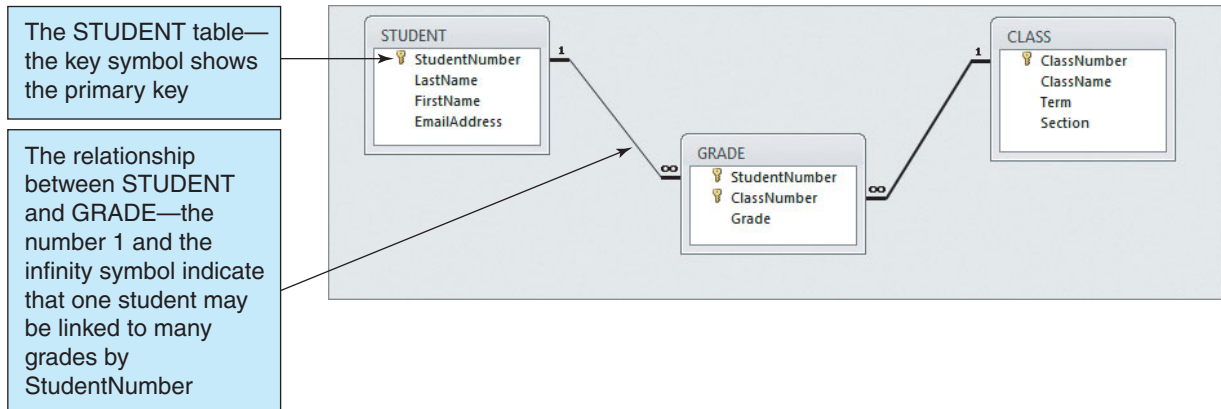 The STUDENT table—
the key symbol shows
the primary key
The relationship
between STUDENT
and GRADE—the
number 1 and the
infinity symbol indicate
that one student may
be linked to many
grades by
StudentNumber
STUDENT
StudentNumber
LastName
FirstName
EmailAddress
1
∞
GRADE
StudentNumber
ClassNumber
Grade
∞
1
CLASS
ClassNumber
ClassName
Term
Section